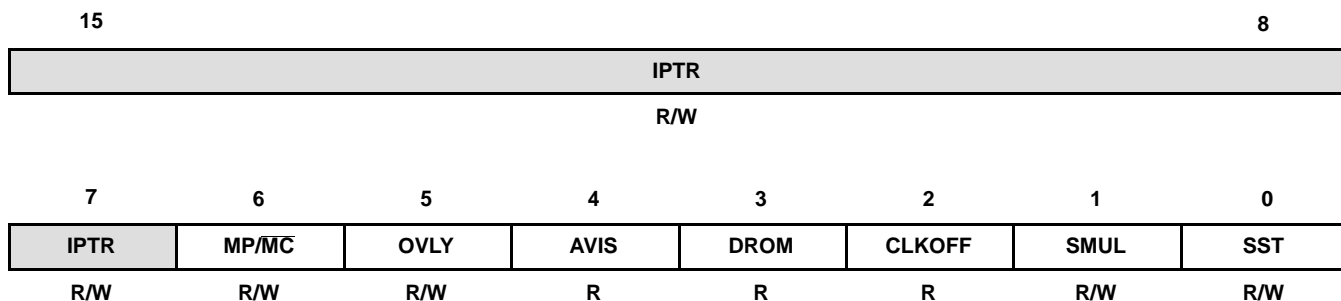 15 8
IPTR
R/W
7 6 5 4 3 2 1 0
IPTR MP/M̅C̅ OVLY AVIS DROM CLKOFF SMUL SST
R/W R/W R/W R R R R/W R/W